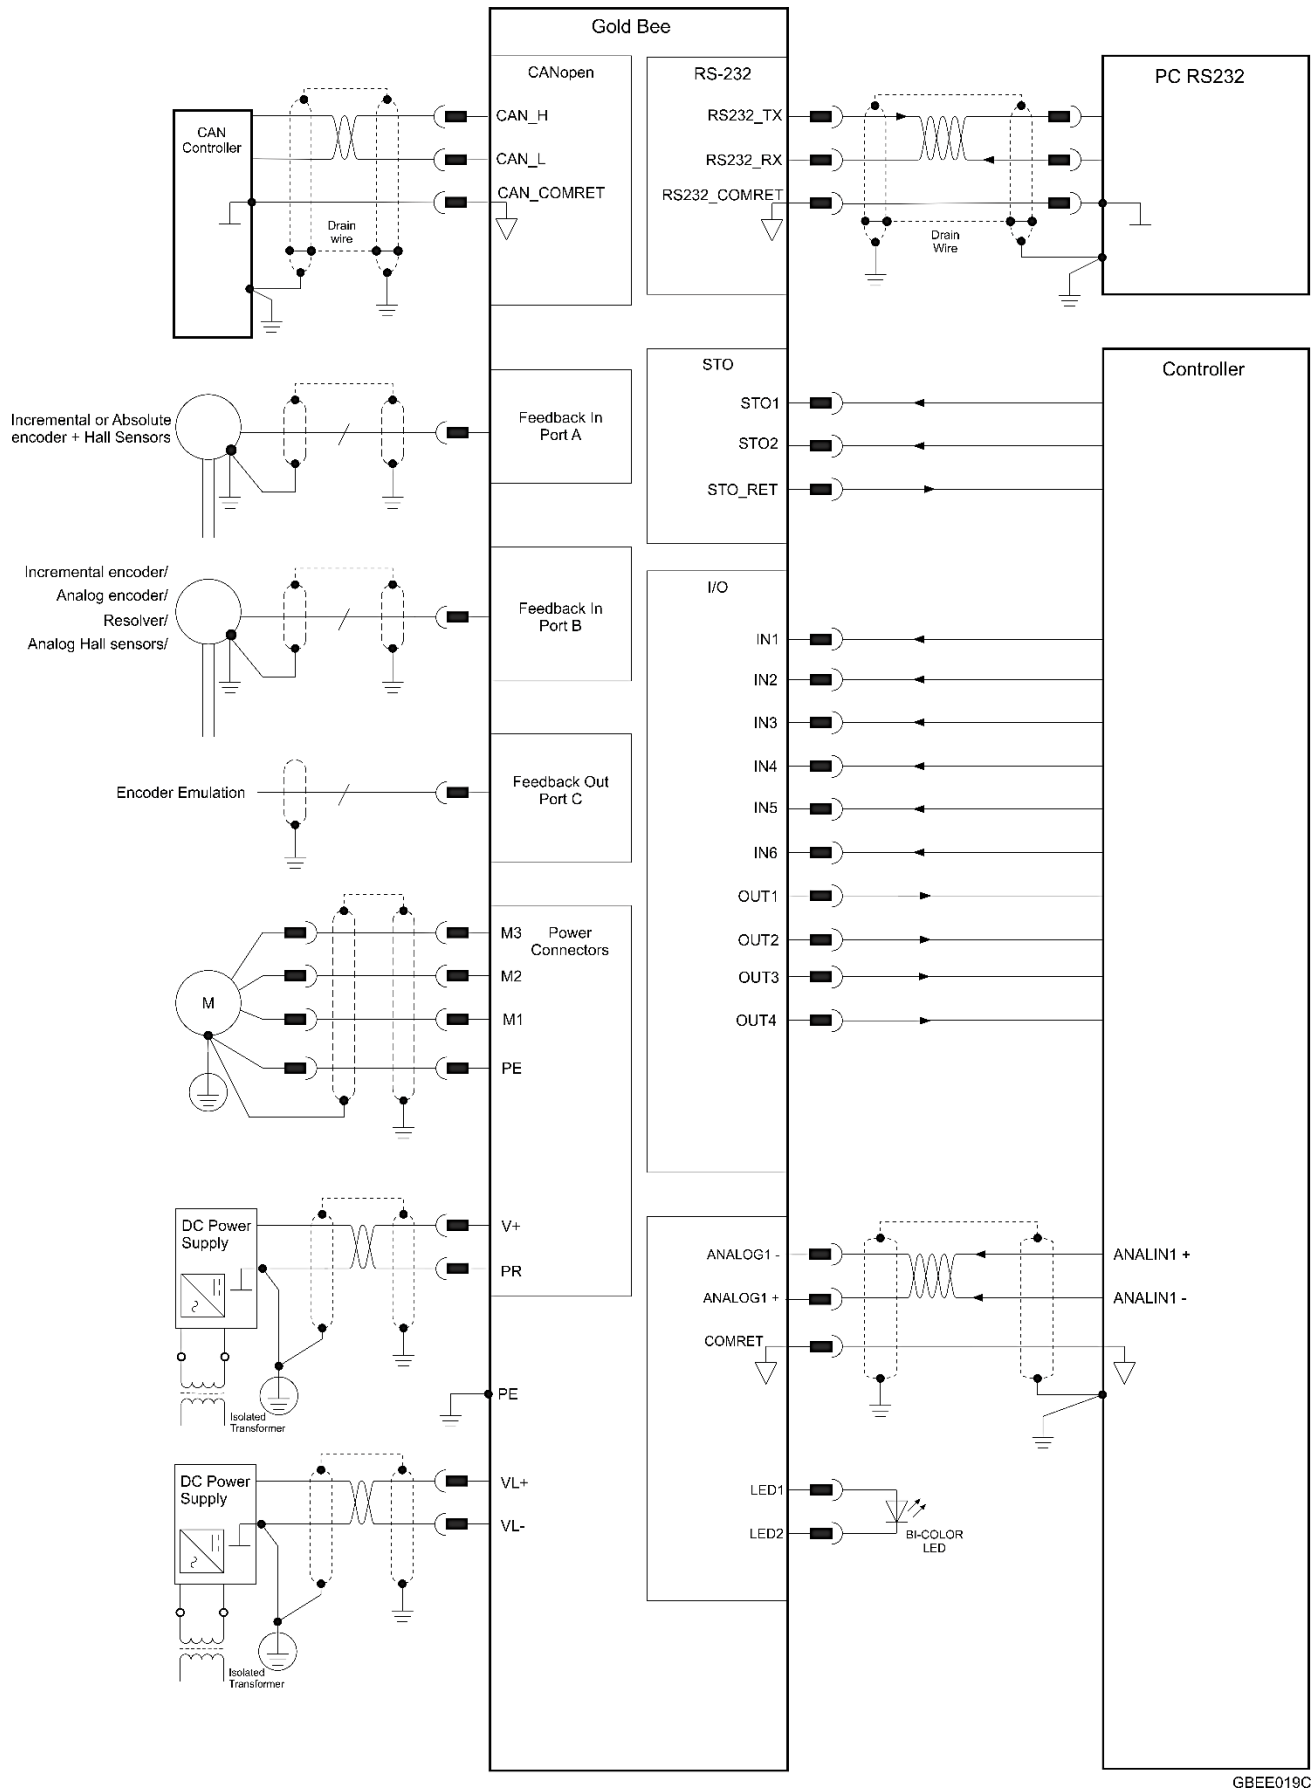 Gold Bee
CANopen
CAN_H
CAN_L
CAN_COMRET
CAN
Controller
Drain
wire
RS-232
RS232_TX
RS232_RX
RS232_COMRET
Drain
Wire
PC RS232
Incremental or Absolute
encoder + Hall Sensors
Feedback In
Port A
STO
STO1
STO2
STO_RET
Controller
Incremental encoder/
Analog encoder/
Resolver/
Analog Hall sensors/
Feedback In
Port B
I/O
IN1
IN2
IN3
IN4
IN5
IN6
OUT1
OUT2
OUT3
OUT4
Encoder Emulation
Feedback Out
Port C
M
M3
M2
M1
PE
Power
Connectors
DC Power
Supply
V+
PR
Isolated
Transformer
PE
ANALOG1 -
ANALOG1 +
COMRET
ANALIN1 +
ANALIN1 -
DC Power
Supply
VL+
VL-
Isolated
Transformer
LED1
LED2
BI-COLOR
LED
GBEE019C